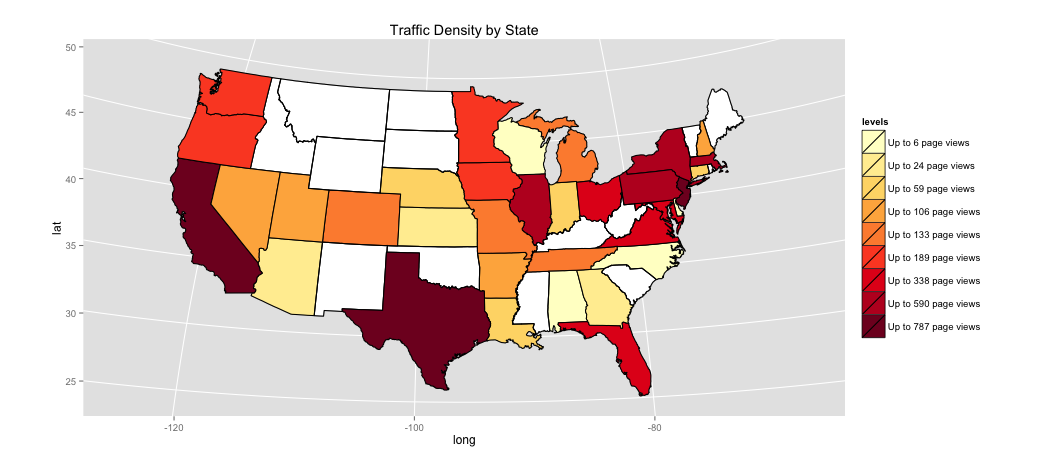 Traffic Density by State
50
45
40
35
30
25
lat
-120
-100
-80
long
levels
Up to 6 page views
Up to 24 page views
Up to 59 page views
Up to 106 page views
Up to 133 page views
Up to 189 page views
Up to 338 page views
Up to 590 page views
Up to 787 page views